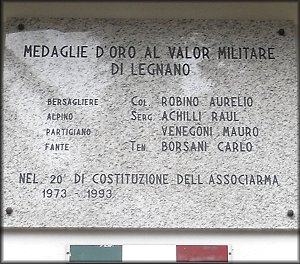 MEDAGLIE D'ORO AL VALOR MILITARE
DI LEGNANO
BERSAGLIERE COL. ROBINO AURELIO
ALPINO SERG. ACHILLI RAUL
PARTIGIANO VENEGONI MAURO
FANTE TEN. BORSANI CARLO
NEL 20° DI COSTITUZIONE DELL'ASSOCIARMA
1973 - 1993